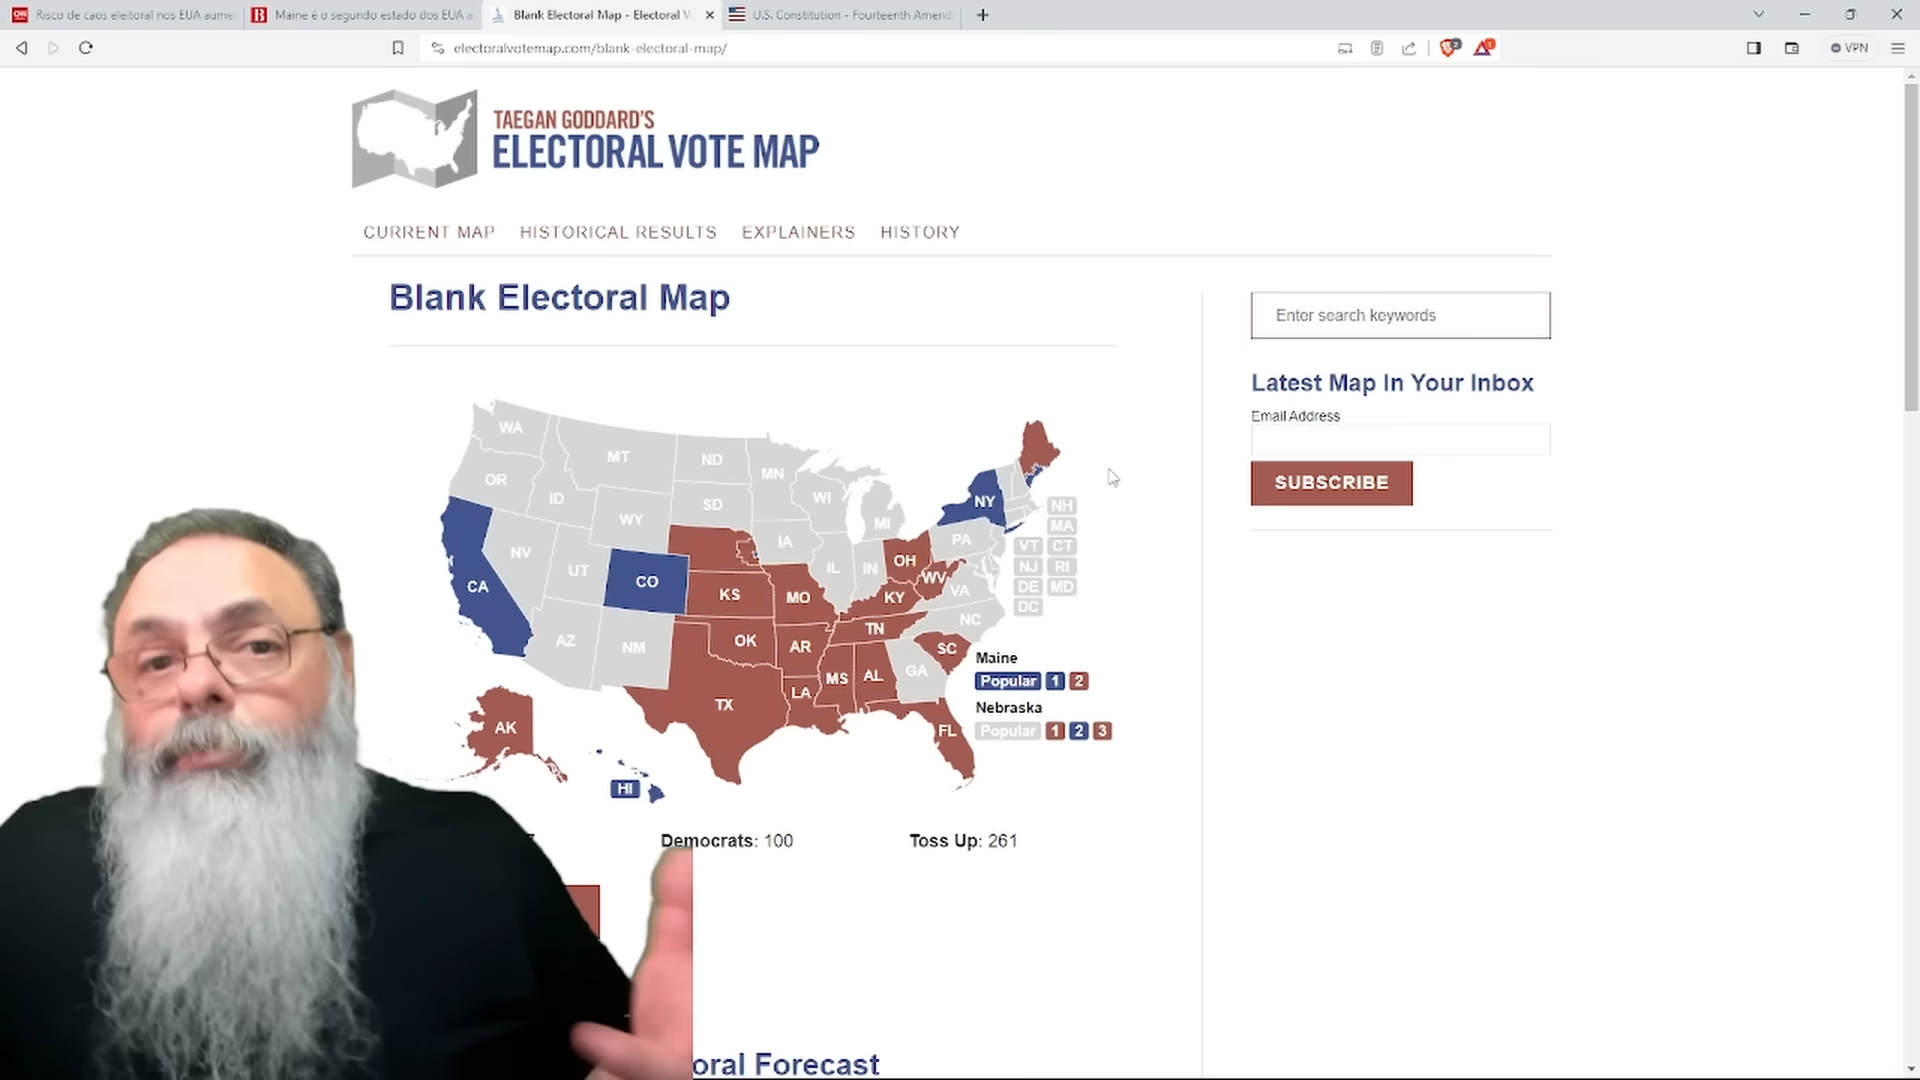 Risco de caos eleitoral nos EUA aume
Maine é o segundo estado dos EUA a
Blank Electoral Map - Electoral V
U.S. Constitution - Fourteenth Amend
electoralvotemap.com/blank-electoral-map/
VPN
TAEGAN GODDARD'S
ELECTORAL VOTE MAP
CURRENT MAP HISTORICAL RESULTS EXPLAINERS HISTORY
Blank Electoral Map
Enter search keywords
Latest Map In Your Inbox
Email Address
SUBSCRIBE
WA
MT
ND
MN
OR
ID
SD
WI
WY
MI
NY
NH
MA
VT CT
NJ RI
DE MD
DC
NV
UT
CO
IA
IL
IN
OH
PA
CA
KS
MO
KY
WV
VA
AZ
NM
OK
AR
TN
NC
SC
TX
LA
MS
AL
GA
FL
AK
HI
Maine
Popular 1 2
Nebraska
Popular 1 2 3
Democrats: 100
Toss Up: 261
oral Forecast